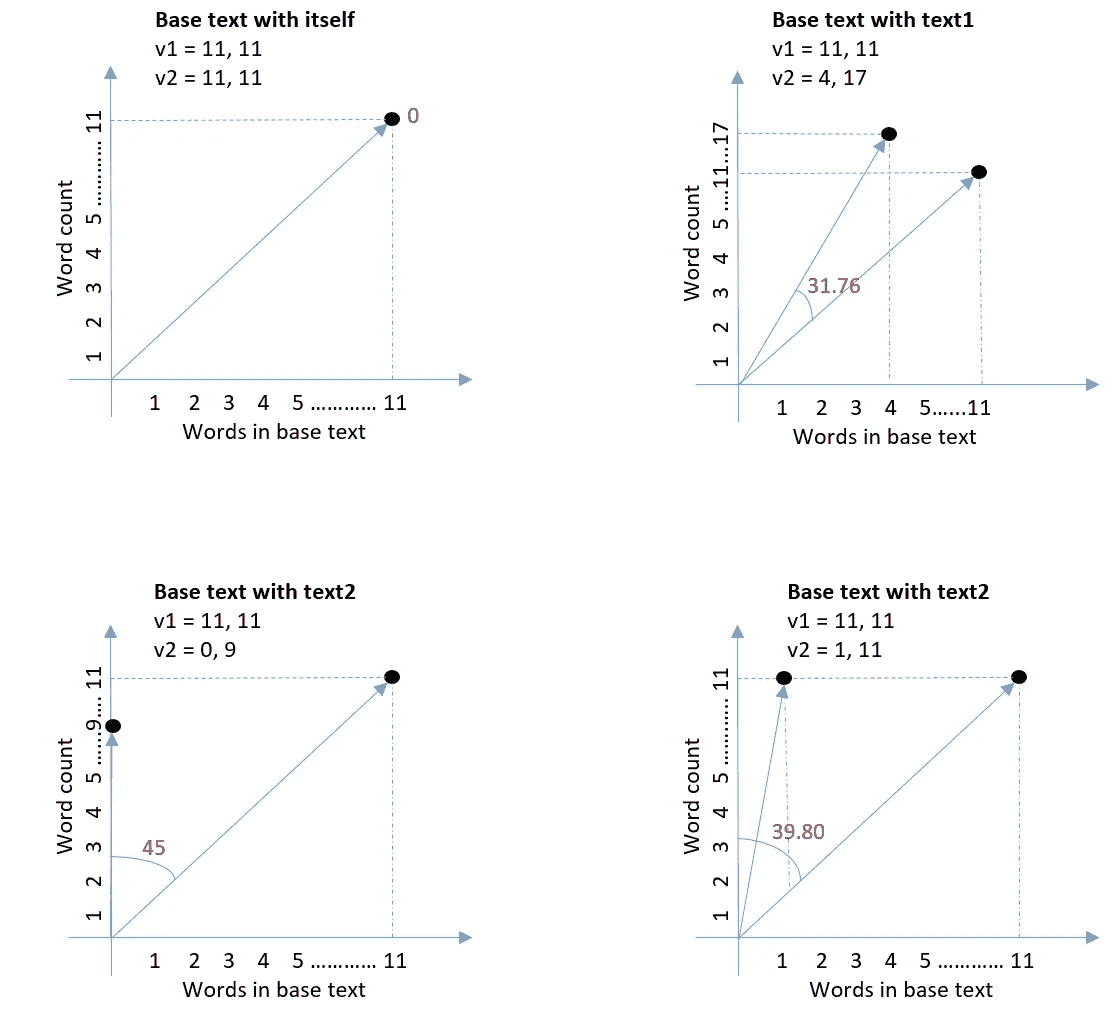 Base text with itself
v1 = 11, 11
v2 = 11, 11
0
Word count
1 2 3 4 5 ............ 11
1 2 3 4 5 ............ 11
Words in base text
Base text with text1
v1 = 11, 11
v2 = 4, 17
31.76
Word count
1 2 3 4 5 ....11....17
1 2 3 4 5......11
Words in base text
Base text with text2
v1 = 11, 11
v2 = 0, 9
45
Word count
1 2 3 4 5 ......9.... 11
1 2 3 4 5 ............ 11
Words in base text
Base text with text2
v1 = 11, 11
v2 = 1, 11
39.80
Word count
1 2 3 4 5 ............ 11
1 2 3 4 5 ............ 11
Words in base text